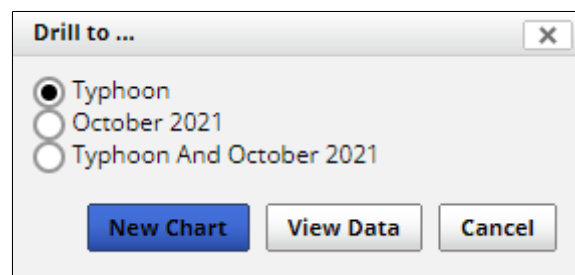 Drill to ...
Typhoon
October 2021
Typhoon And October 2021
New Chart View Data Cancel